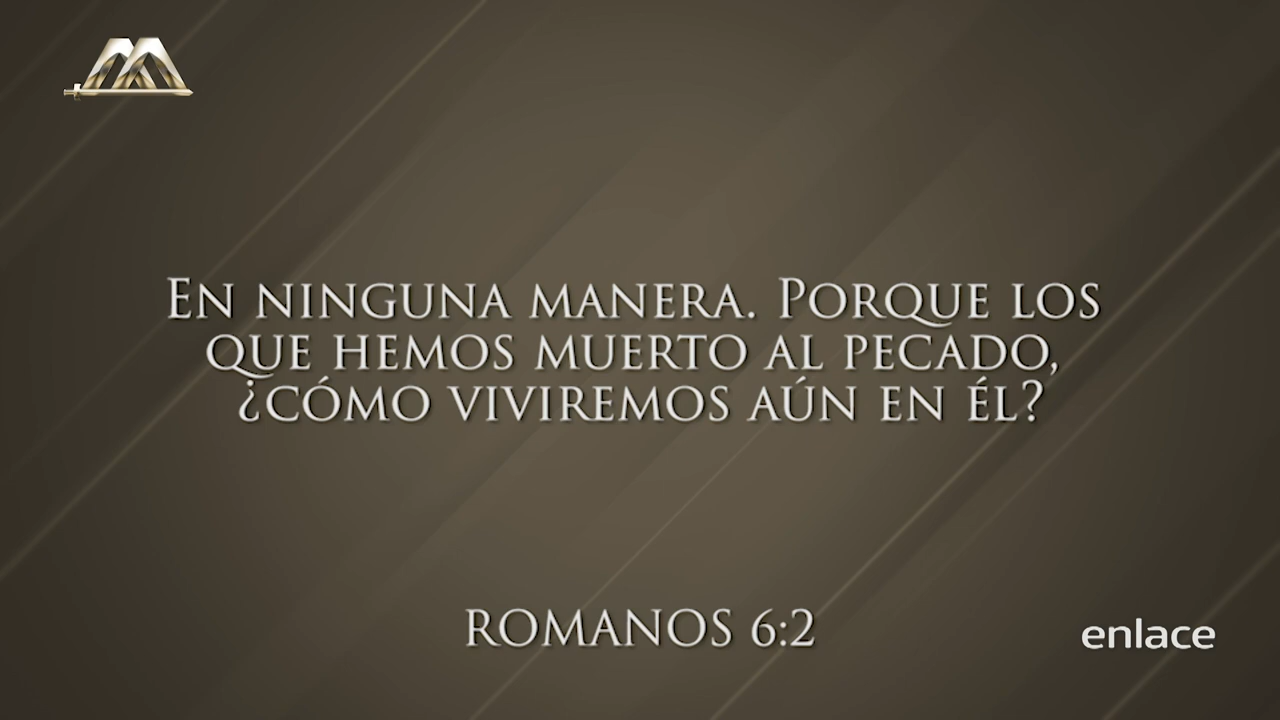 En ninguna manera. Porque los
que hemos muerto al pecado,
¿cómo viviremos aún en él?
Romanos 6:2
enlace